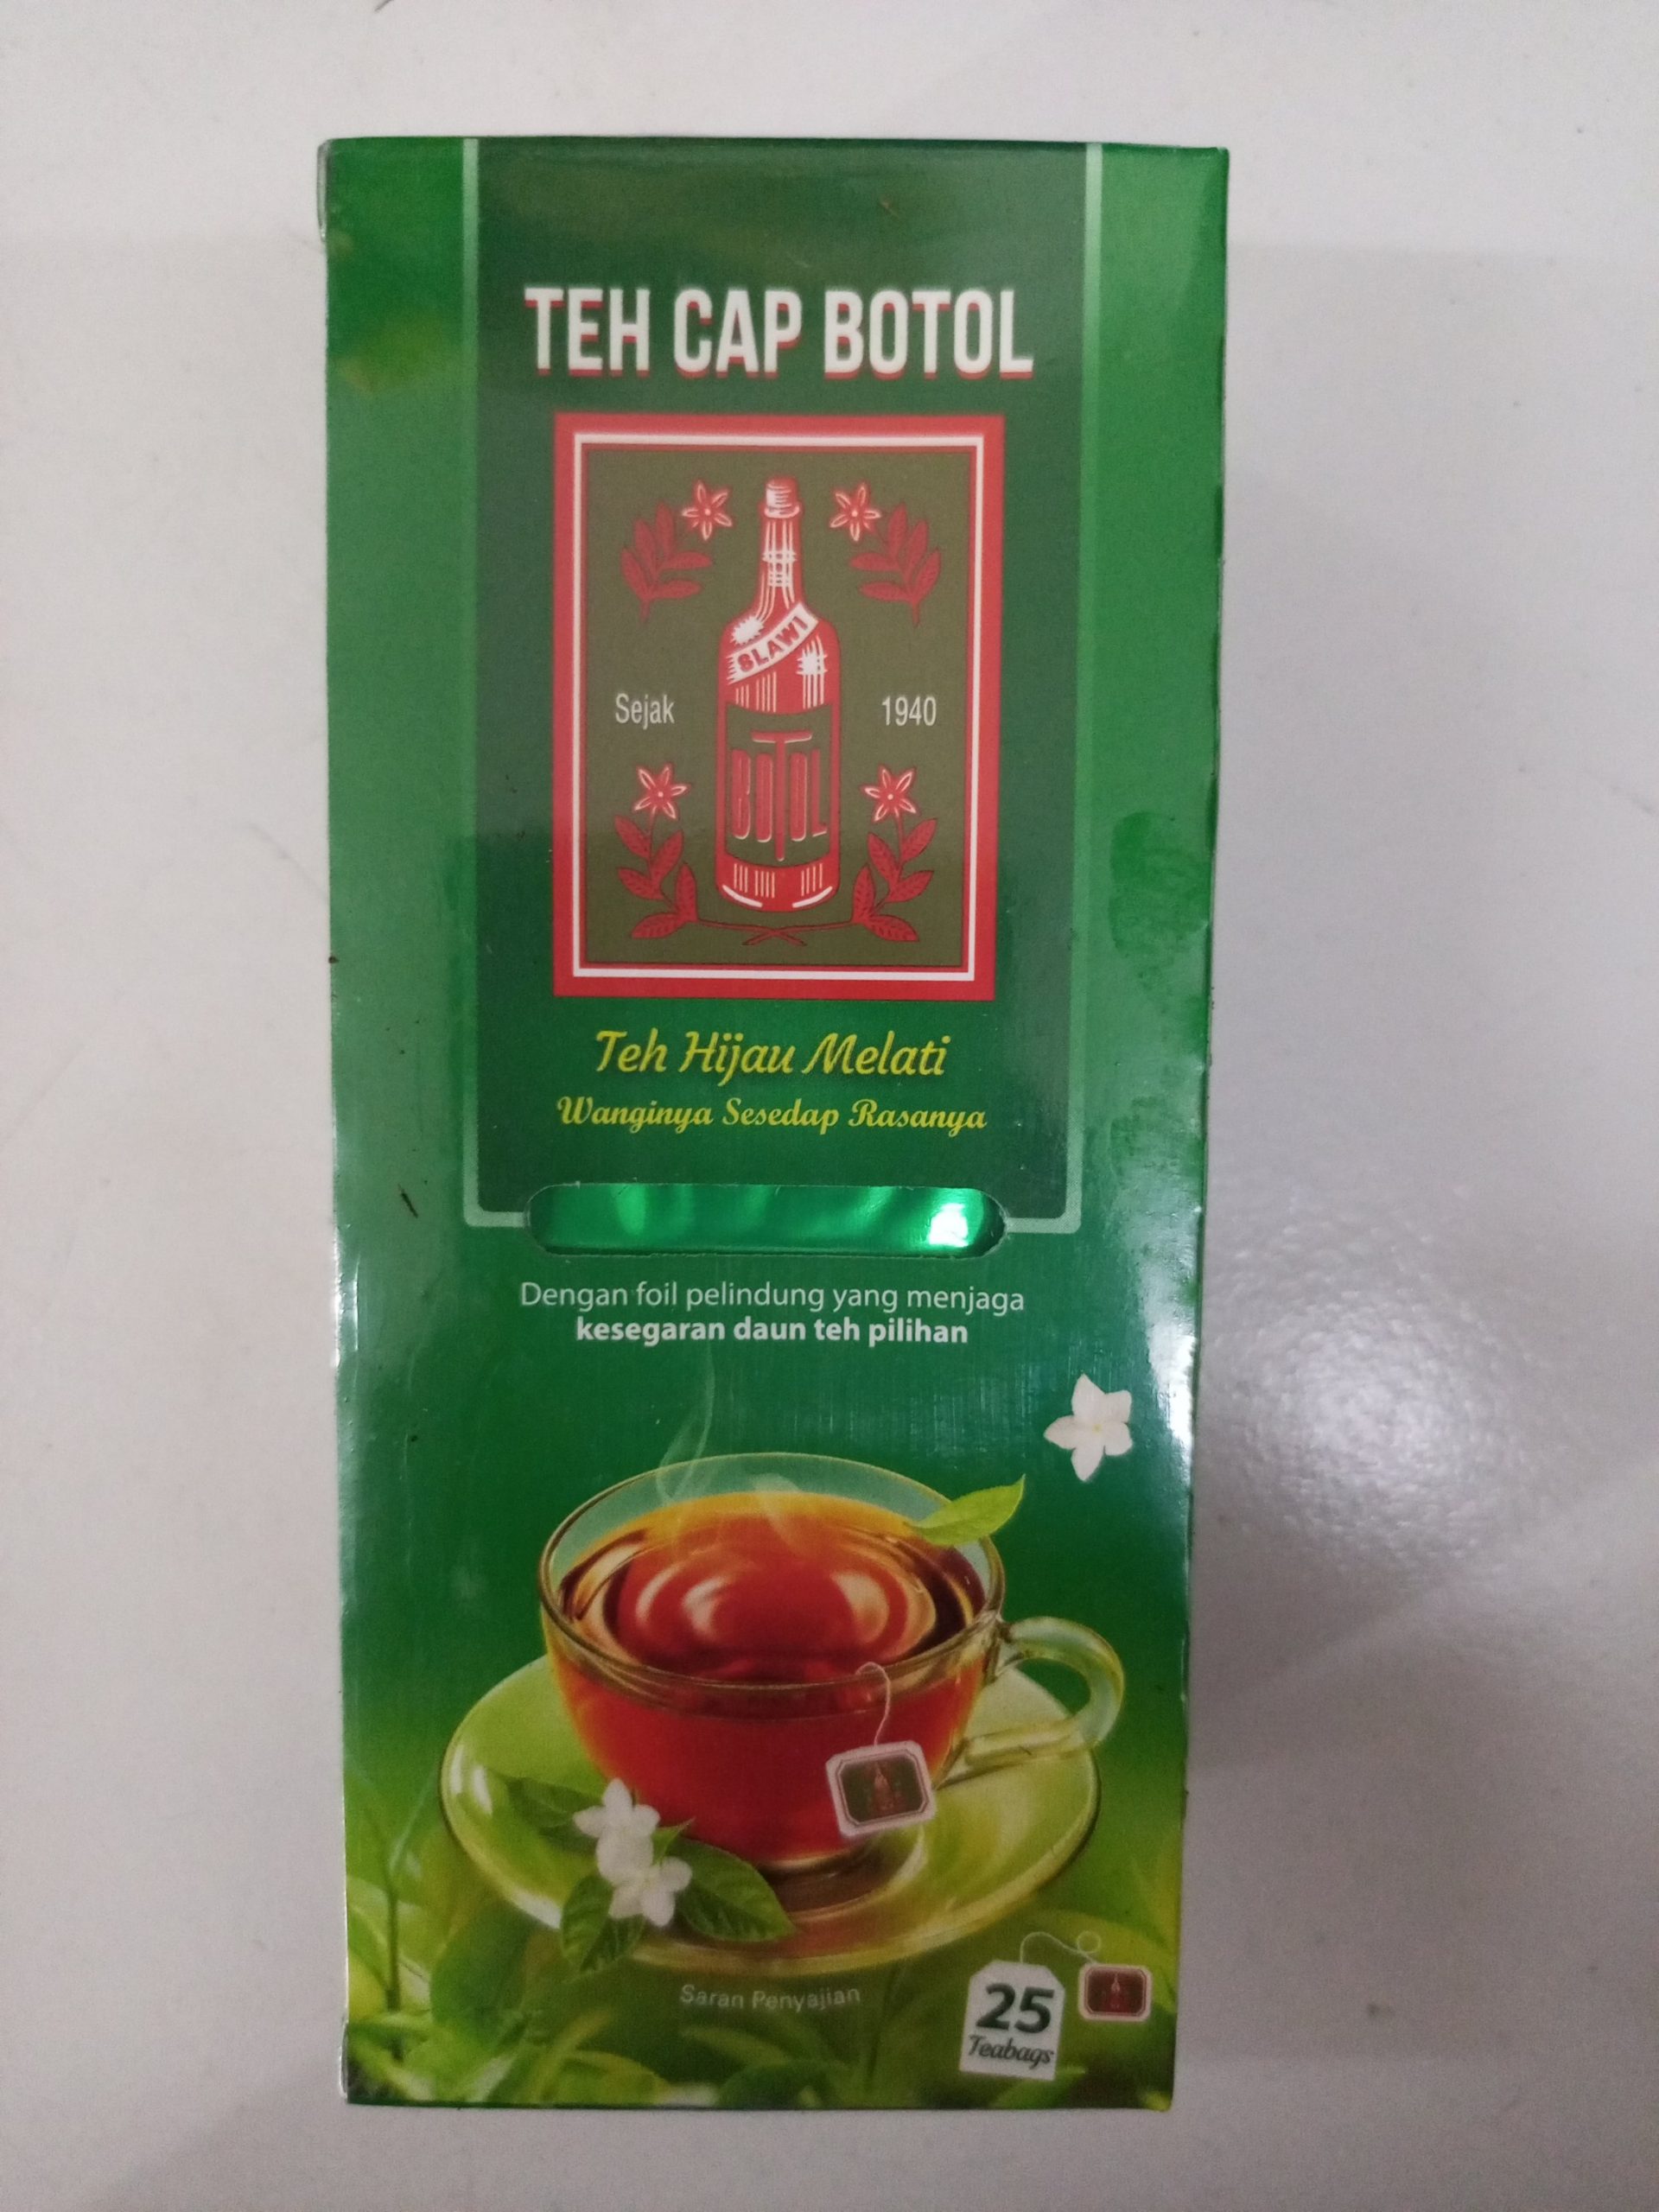 TEH CAP BOTOL
SLAWI
Sejak 1940
BOTOL
Teh Hijau Melati
Wanginya Sesedap Rasanya
Dengan foil pelindung yang menjaga
kesegaran daun teh pilihan
Saran Penyajian
25
Teabags